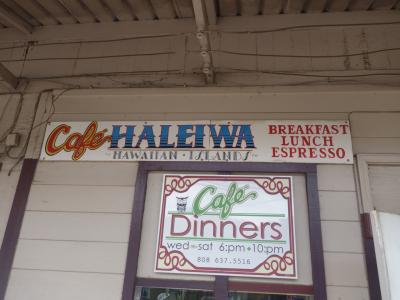 Café HALEIWA
HAWAIIAN · ISLANDS
BREAKFAST
LUNCH
ESPRESSO
Café
Dinners
wed - sat 6:pm - 10:pm
808 637.5516